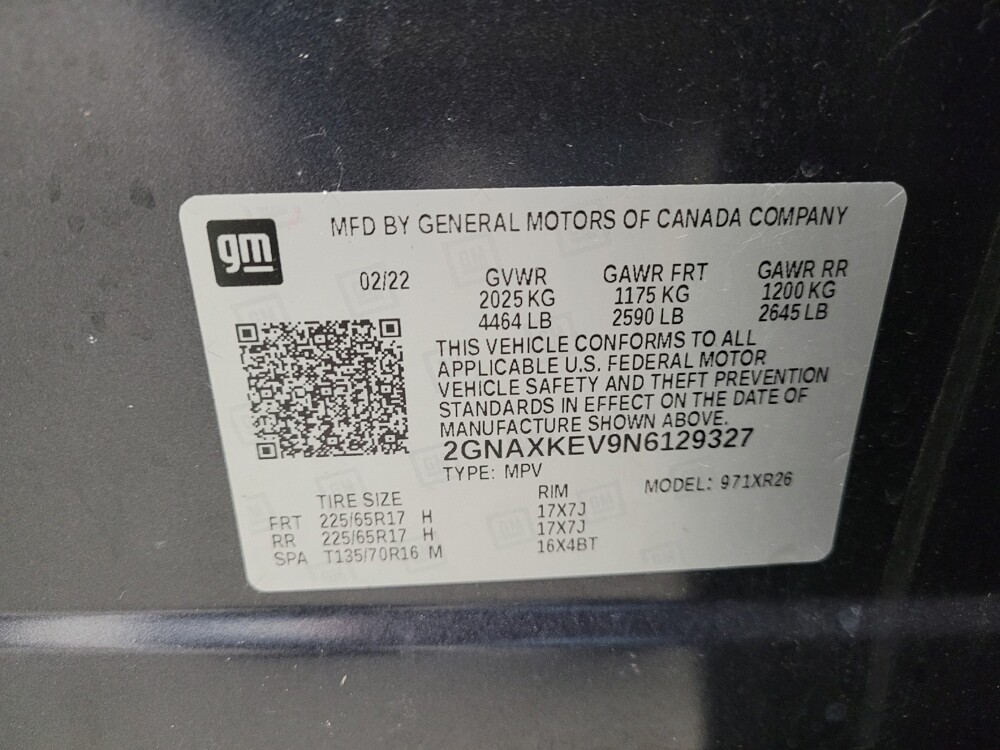 gm
MFD BY GENERAL MOTORS OF CANADA COMPANY
02/22 GVWR GAWR FRT GAWR RR
2025 KG 1175 KG 1200 KG
4464 LB 2590 LB 2645 LB
THIS VEHICLE CONFORMS TO ALL
APPLICABLE U.S. FEDERAL MOTOR
VEHICLE SAFETY AND THEFT PREVENTION
STANDARDS IN EFFECT ON THE DATE OF
MANUFACTURE SHOWN ABOVE.
2GNAXKEV9N6129327
TYPE: MPV MODEL: 971XR26
TIRE SIZE RIM
FRT 225/65R17 H 17X7J
RR 225/65R17 H 17X7J
SPA T135/70R16 M 16X4BT